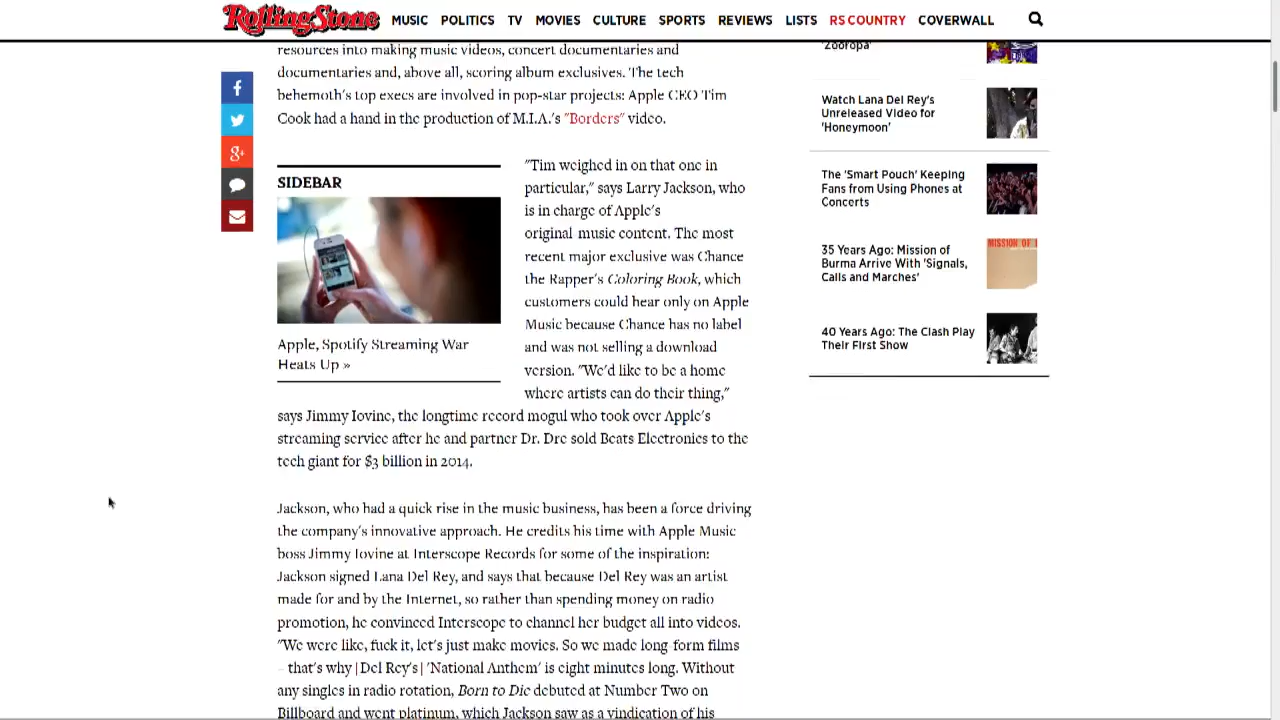 RollingStone MUSIC POLITICS TV MOVIES CULTURE SPORTS REVIEWS LISTS RS COUNTRY COVERWALL
resources into making music videos, concert documentaries and
documentaries and, above all, scoring album exclusives. The tech
behemoth's top execs are involved in pop-star projects: Apple CEO Tim
Cook had a hand in the production of M.I.A.'s "Borders" video.
SIDEBAR
Apple, Spotify Streaming War
Heats Up »
"Tim weighed in on that one in
particular," says Larry Jackson, who
is in charge of Apple's
original music content. The most
recent major exclusive was Chance
the Rapper's Coloring Book, which
customers could hear only on Apple
Music because Chance has no label
and was not selling a download
version. "We'd like to be a home
where artists can do their thing,"
says Jimmy Iovine, the longtime record mogul who took over Apple's
streaming service after he and partner Dr. Dre sold Beats Electronics to the
tech giant for $3 billion in 2014.
Jackson, who had a quick rise in the music business, has been a force driving
the company's innovative approach. He credits his time with Apple Music
boss Jimmy Iovine at Interscope Records for some of the inspiration:
Jackson signed Lana Del Rey, and says that because Del Rey was an artist
made for and by the Internet, so rather than spending money on radio
promotion, he convinced Interscope to channel her budget all into videos.
"We were like, fuck it, let's just make movies. So we made long-form films
– that's why [Del Rey's] 'National Anthem' is eight minutes long. Without
any singles in radio rotation, Born to Die debuted at Number Two on
Billboard and went platinum, which Jackson saw as a vindication of his
'Zooropa'
Watch Lana Del Rey's
Unreleased Video for
'Honeymoon'
The 'Smart Pouch' Keeping
Fans from Using Phones at
Concerts
35 Years Ago: Mission of
Burma Arrive With 'Signals,
Calls and Marches'
MISSION OF
40 Years Ago: The Clash Play
Their First Show